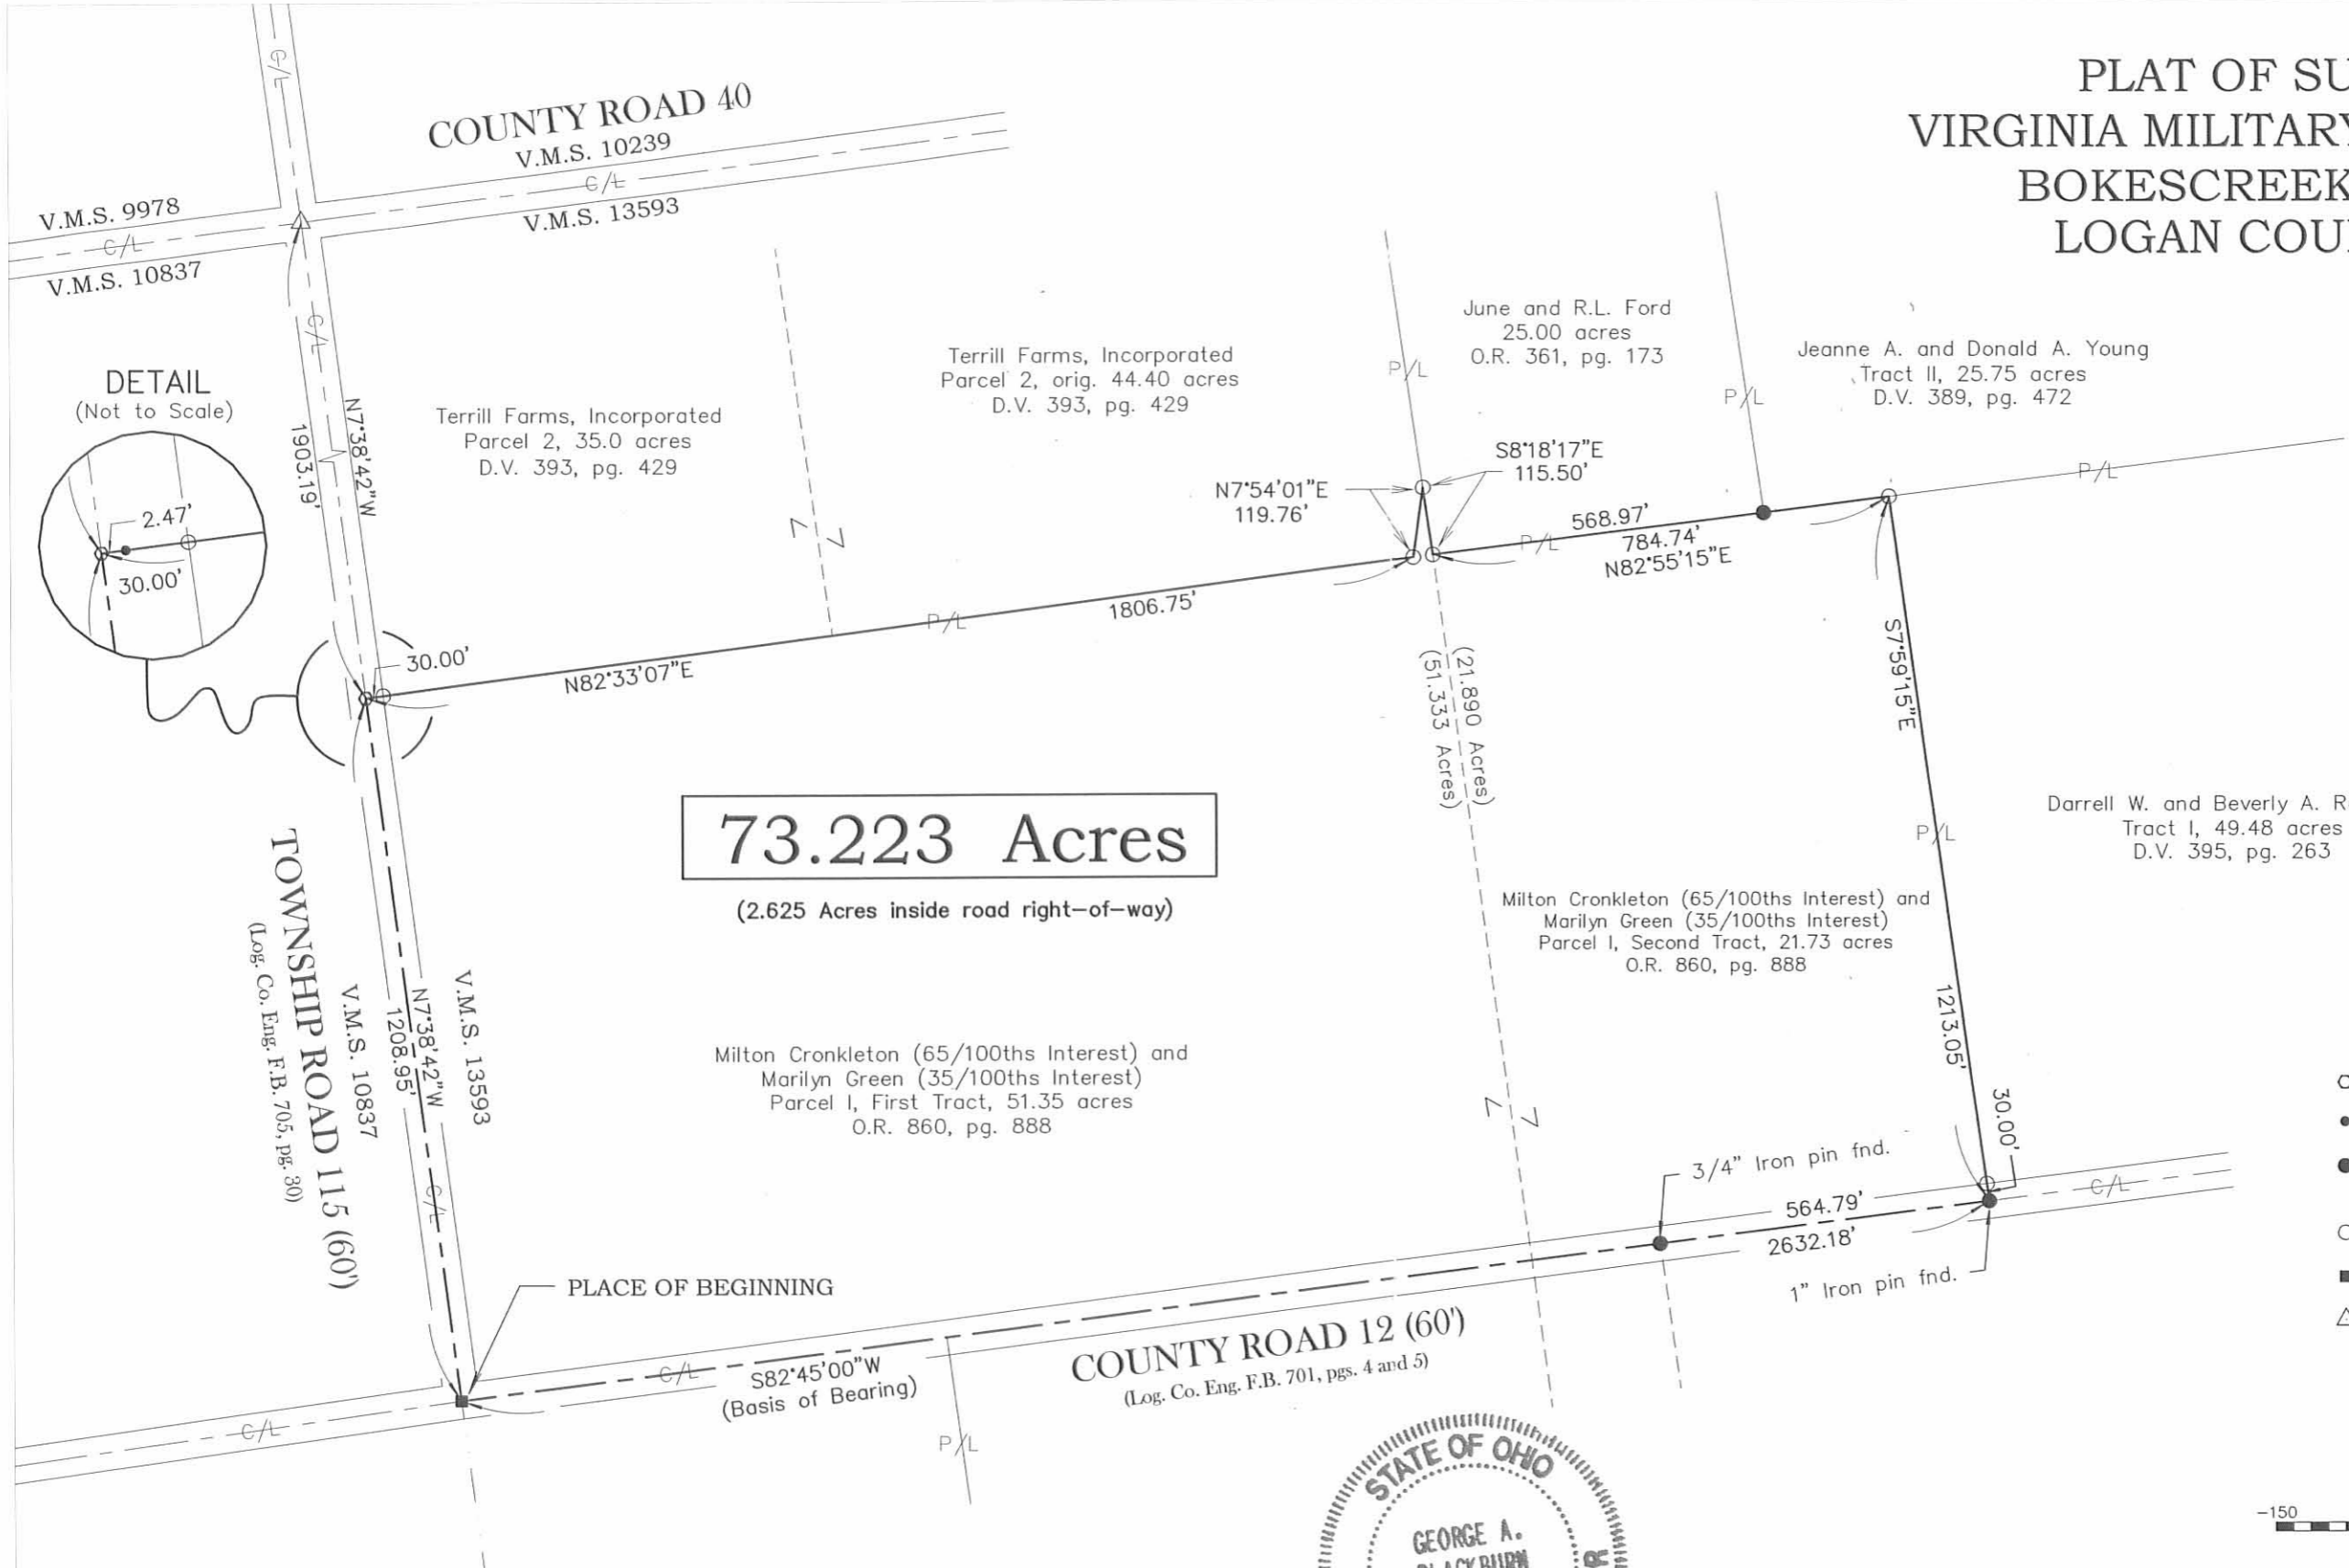 PLAT OF SU
VIRGINIA MILITARY
BOKESCREEK
LOGAN COU
C/L
COUNTY ROAD 40
V.M.S. 10239
C/L
V.M.S. 13593
V.M.S. 9978
C/L
V.M.S. 10837
C/L
N7°38'42"W
1903.19'
DETAIL
(Not to Scale)
2.47'
30.00'
Terrill Farms, Incorporated
Parcel 2, 35.0 acres
D.V. 393, pg. 429
Terrill Farms, Incorporated
Parcel 2, orig. 44.40 acres
D.V. 393, pg. 429
June and R.L. Ford
25.00 acres
O.R. 361, pg. 173
P/L
P/L
Jeanne A. and Donald A. Young
Tract II, 25.75 acres
D.V. 389, pg. 472
P/L
S8°18'17"E
115.50'
N7°54'01"E
119.76'
568.97'
P/L
784.74'
N82°55'15"E
1806.75'
P/L
N82°33'07"E
30.00'
(21.890 Acres)
(51.333 Acres)
S7°59'15"E
P/L
1213.05'
30.00'
Darrell W. and Beverly A. R
Tract I, 49.48 acres
D.V. 395, pg. 263
73.223 Acres
(2.625 Acres inside road right-of-way)
Milton Cronkleton (65/100ths Interest) and
Marilyn Green (35/100ths Interest)
Parcel I, Second Tract, 21.73 acres
O.R. 860, pg. 888
Milton Cronkleton (65/100ths Interest) and
Marilyn Green (35/100ths Interest)
Parcel I, First Tract, 51.35 acres
O.R. 860, pg. 888
TOWNSHIP ROAD 115 (60')
(Log. Co. Eng. F.B. 705, pg. 30)
V.M.S. 10837
1208.95'
N7°38'42"W
V.M.S. 13593
C/L
3/4" Iron pin fnd.
564.79'
2632.18'
C/L
1" Iron pin fnd.
PLACE OF BEGINNING
C/L
S82°45'00"W
(Basis of Bearing)
COUNTY ROAD 12 (60')
(Log. Co. Eng. F.B. 701, pgs. 4 and 5)
C/L
P/L
STATE OF OHIO
GEORGE A.
BLACKBURN
-150